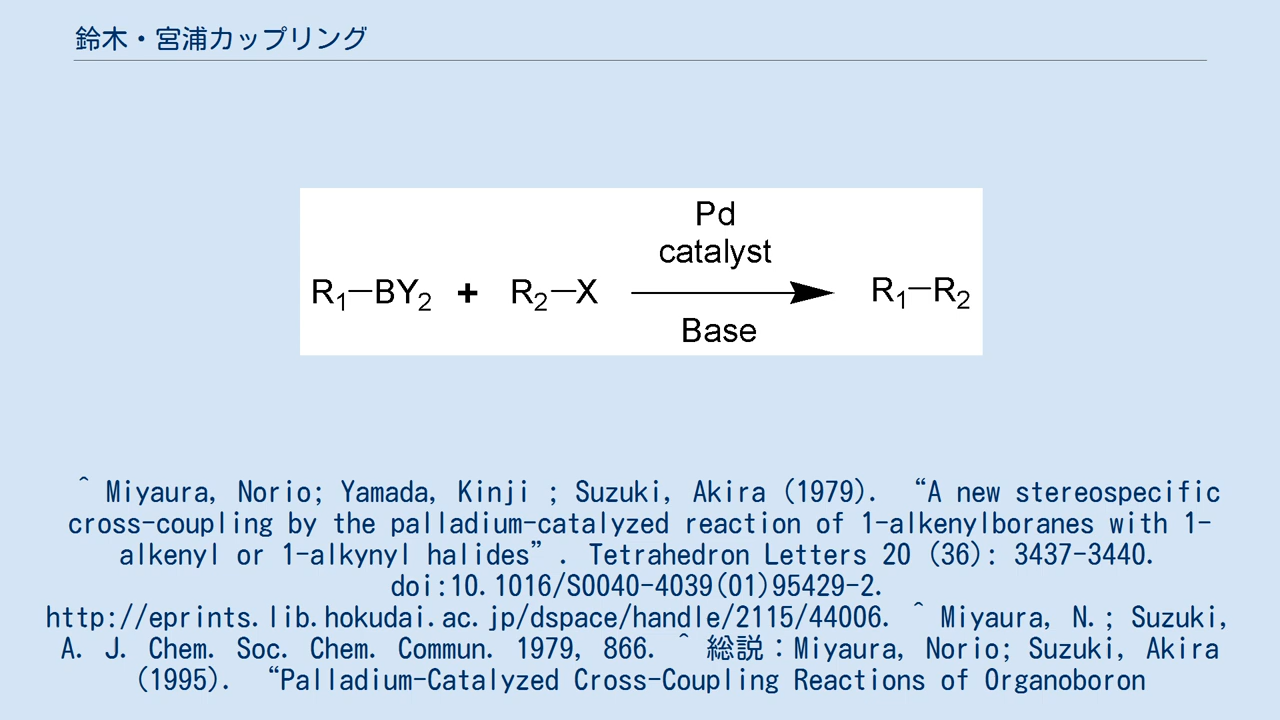 鈴木・宮浦カップリング
Pd
catalyst
R1—BY2 + R2—X
R1—R2
Base
^ Miyaura, Norio; Yamada, Kinji ; Suzuki, Akira (1979). “A new stereospecific
cross-coupling by the palladium-catalyzed reaction of 1-alkenylboranes with 1-
alkenyl or 1-alkynyl halides”. Tetrahedron Letters 20 (36): 3437-3440.
doi:10.1016/S0040-4039(01)95429-2.
http://eprints.lib.hokudai.ac.jp/dspace/handle/2115/44006. ^ Miyaura, N.; Suzuki,
A. J. Chem. Soc. Chem. Commun. 1979, 866. ^ 総説：Miyaura, Norio; Suzuki, Akira
(1995). “Palladium-Catalyzed Cross-Coupling Reactions of Organoboron